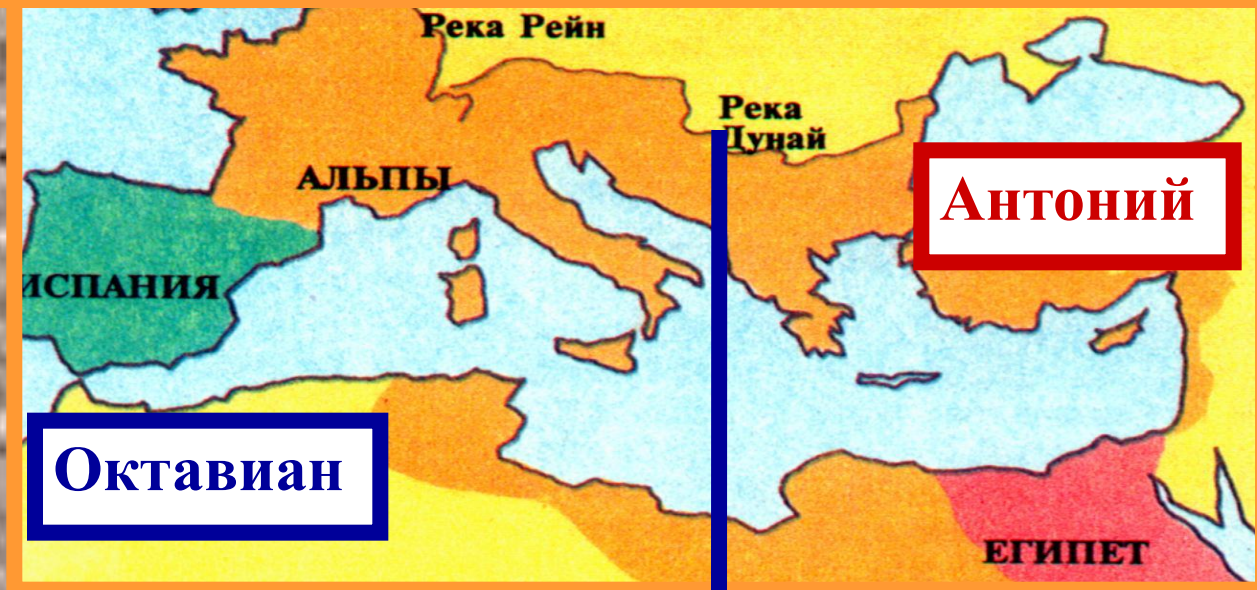 Река Рейн
Река
Дунай
АЛЬПЫ
Антоний
ИСПАНИЯ
Октавиан
ЕГИПЕТ